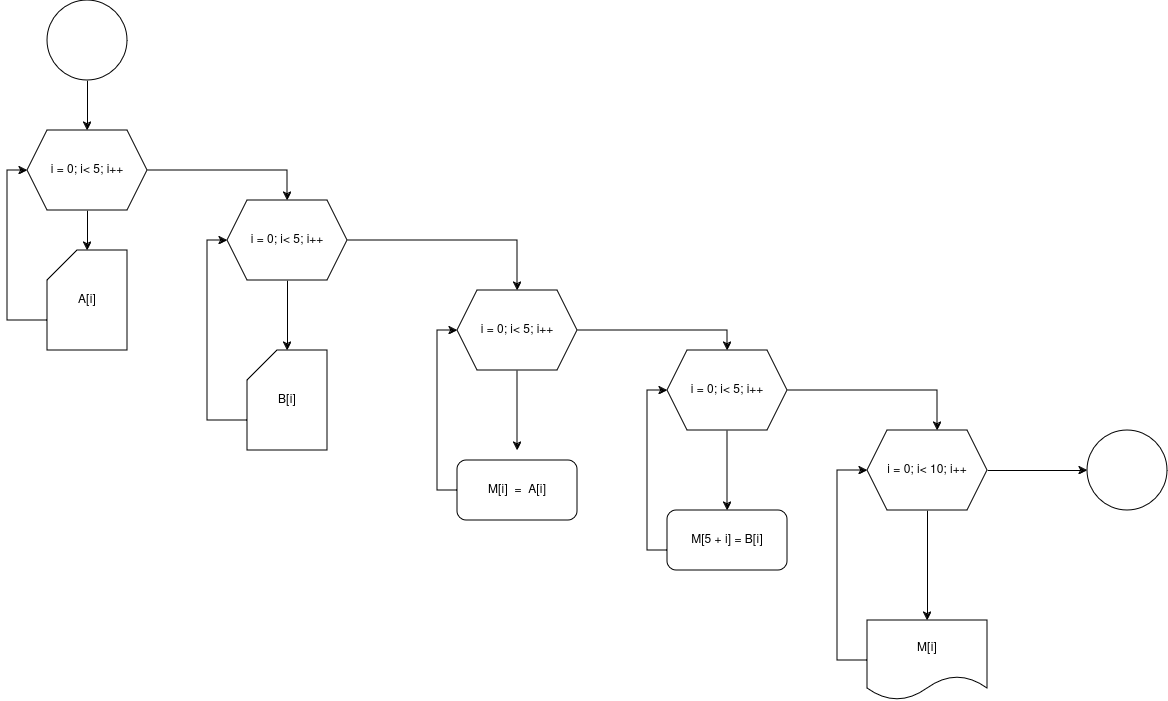 i = 0; i< 5; i++
A[i]
i = 0; i< 5; i++
B[i]
i = 0; i< 5; i++
M[i]  =  A[i]
i = 0; i< 5; i++
M[5 + i] = B[i]
i = 0; i< 10; i++
M[i]